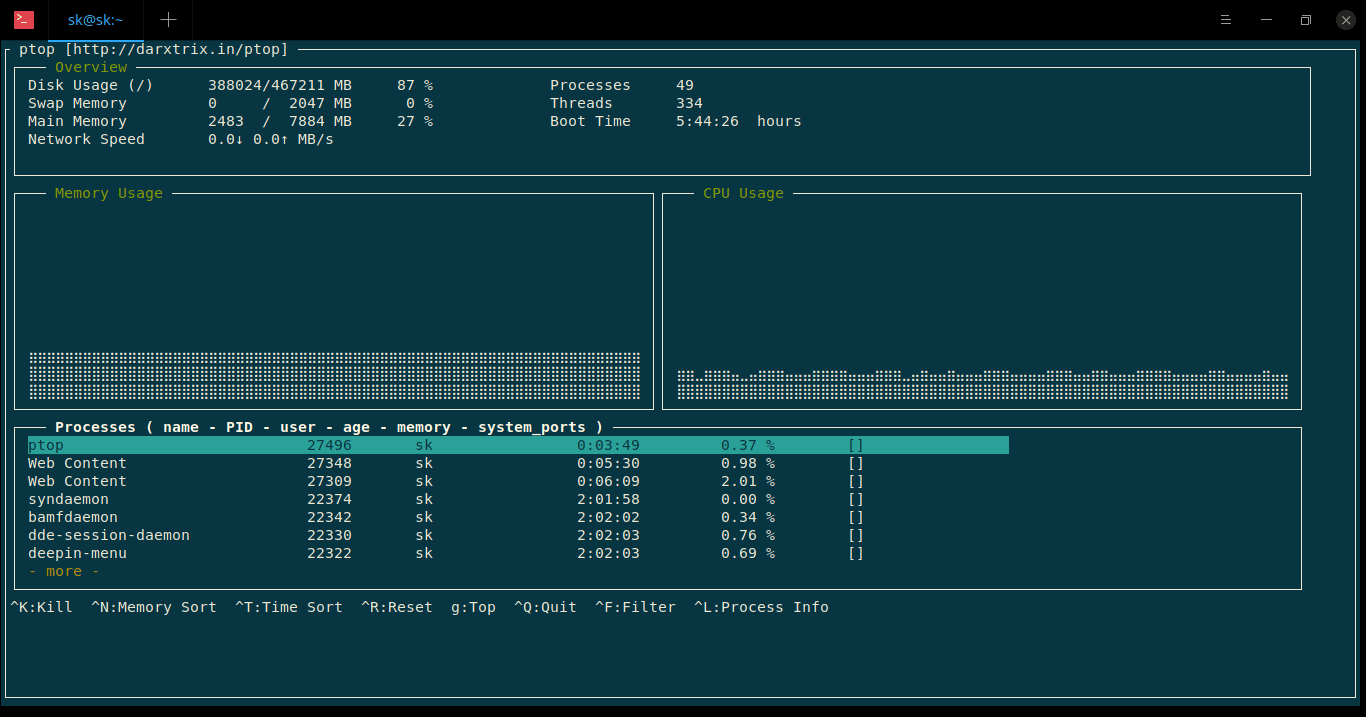 sk@sk:~
ptop [http://darxtrix.in/ptop]
Overview
Disk Usage (/) 388024/467211 MB 87 % Processes 49
Swap Memory 0 / 2047 MB 0 % Threads 334
Main Memory 2483 / 7884 MB 27 % Boot Time 5:44:26 hours
Network Speed 0.0↓ 0.0↑ MB/s
Memory Usage CPU Usage
Processes ( name - PID - user - age - memory - system_ports )
ptop 27496 sk 0:03:49 0.37 % []
Web Content 27348 sk 0:05:30 0.98 % []
Web Content 27309 sk 0:06:09 2.01 % []
syndaemon 22374 sk 2:01:58 0.00 % []
bamfdaemon 22342 sk 2:02:02 0.34 % []
dde-session-daemon 22330 sk 2:02:03 0.76 % []
deepin-menu 22322 sk 2:02:03 0.69 % []
- more -
^K:Kill ^N:Memory Sort ^T:Time Sort ^R:Reset g:Top ^Q:Quit ^F:Filter ^L:Process Info